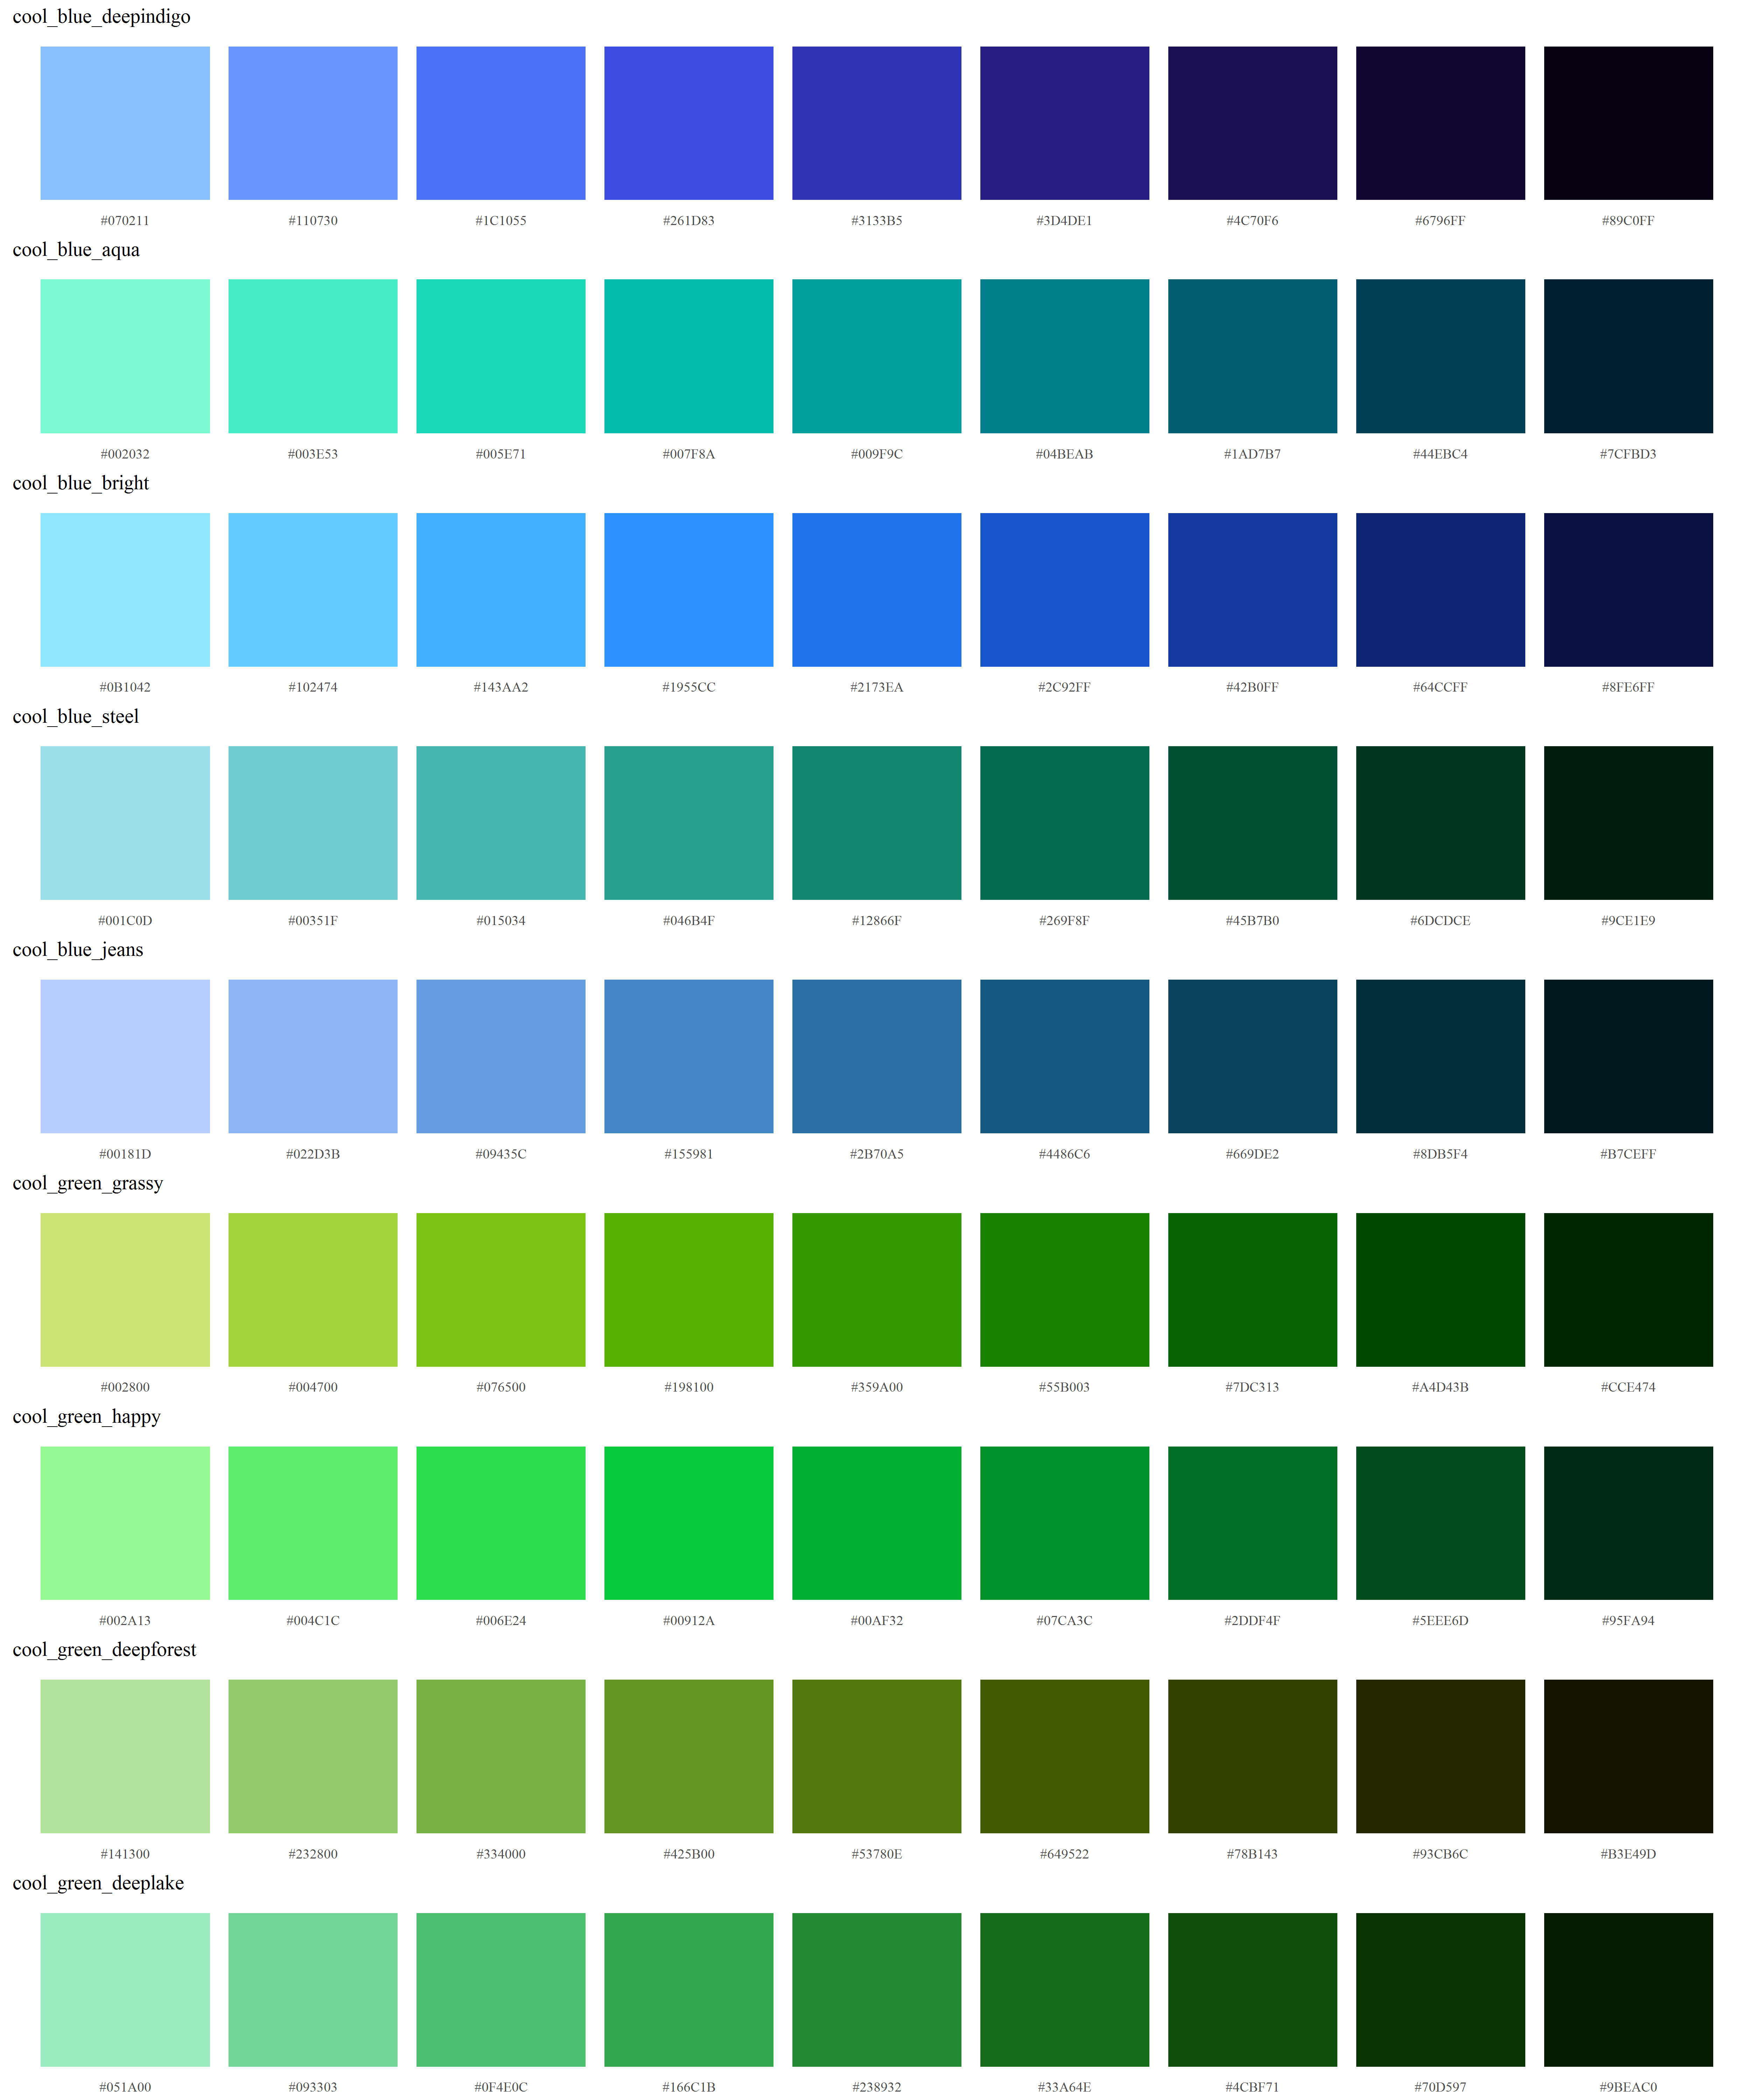 cool_blue_deepindigo
#070211 #110730 #1C1055 #261D83 #3133B5 #3D4DE1 #4C70F6 #6796FF #89C0FF
cool_blue_aqua
#002032 #003E53 #005E71 #007F8A #009F9C #04BEAB #1AD7B7 #44EBC4 #7CFBD3
cool_blue_bright
#0B1042 #102474 #143AA2 #1955CC #2173EA #2C92FF #42B0FF #64CCFF #8FE6FF
cool_blue_steel
#001C0D #00351F #015034 #046B4F #12866F #269F8F #45B7B0 #6DCDCE #9CE1E9
cool_blue_jeans
#00181D #022D3B #09435C #155981 #2B70A5 #4486C6 #669DE2 #8DB5F4 #B7CEFF
cool_green_grassy
#002800 #004700 #076500 #198100 #359A00 #55B003 #7DC313 #A4D43B #CCE474
cool_green_happy
#002A13 #004C1C #006E24 #00912A #00AF32 #07CA3C #2DDF4F #5EEE6D #95FA94
cool_green_deepforest
#141300 #232800 #334000 #425B00 #53780E #649522 #78B143 #93CB6C #B3E49D
cool_green_deeplake
#051A00 #093303 #0F4E0C #166C1B #238932 #33A64E #4CBF71 #70D597 #9BEAC0